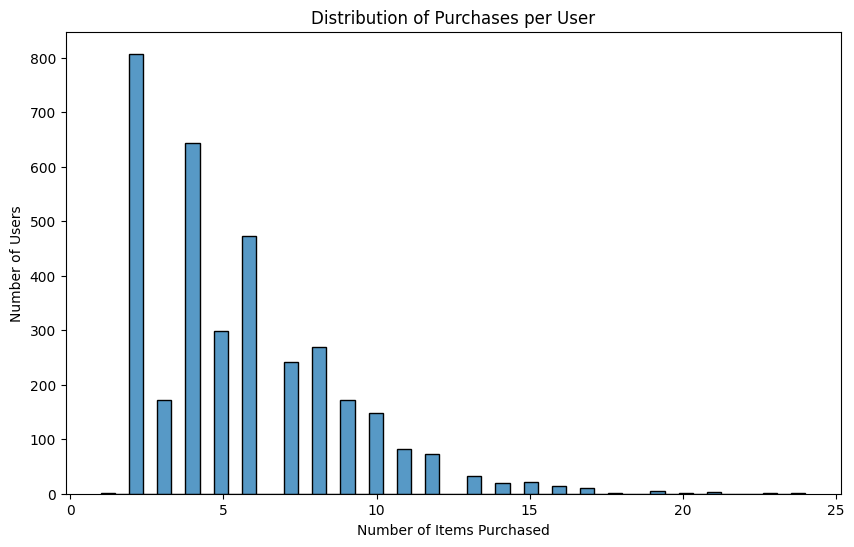 Distribution of Purchases per User
Number of Users
800
700
600
500
400
300
200
100
0
0 5 10 15 20 25
Number of Items Purchased